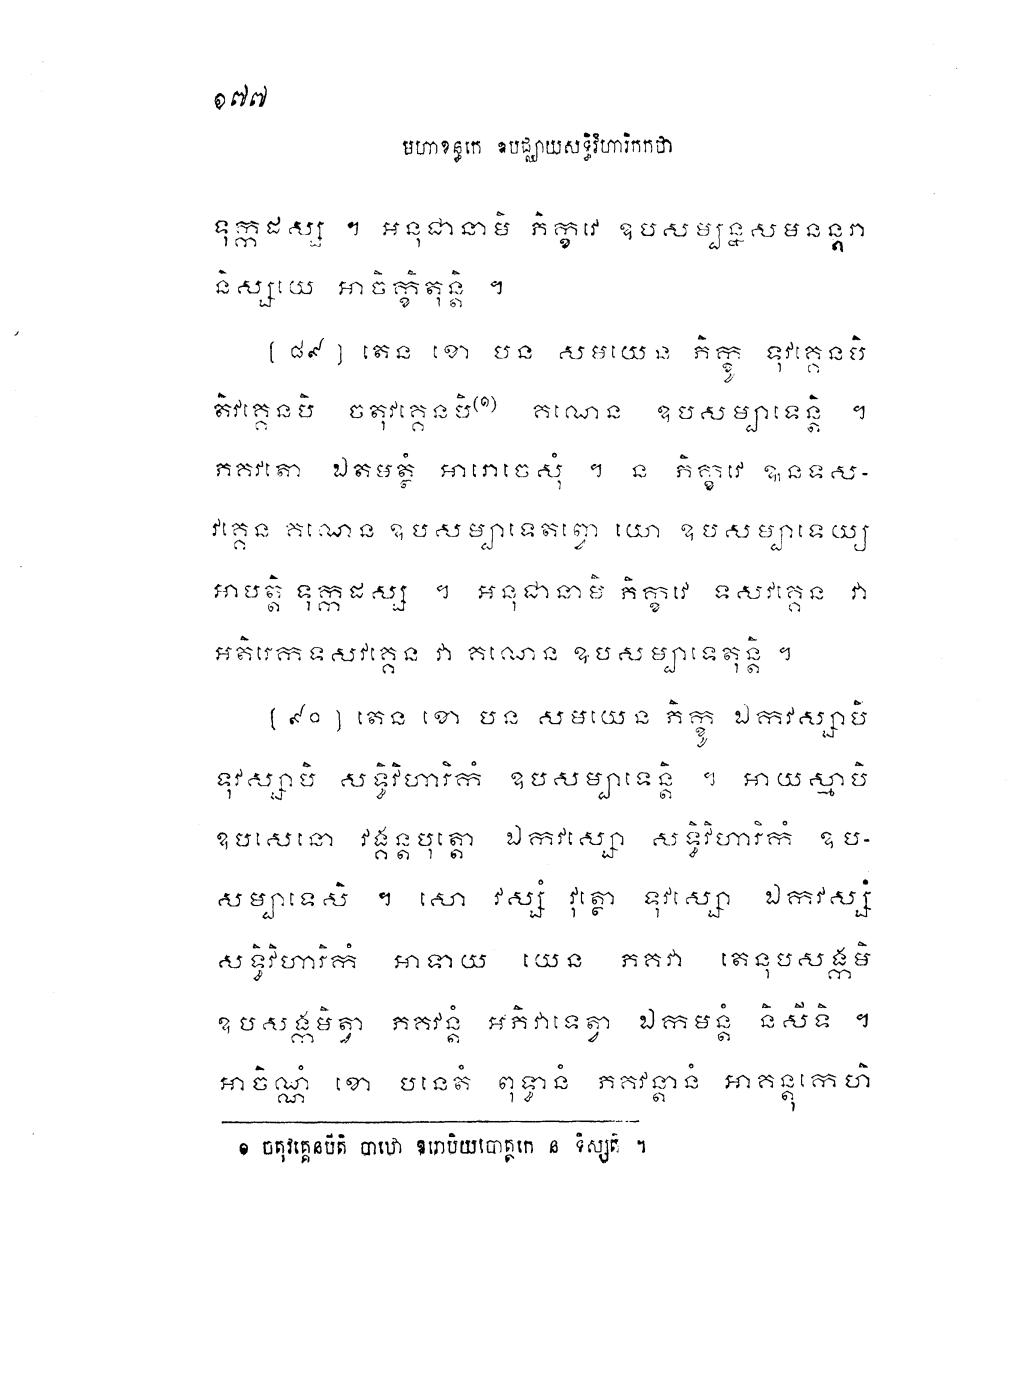 ១៧៧
មហាខន្ធកេ ឧបជ្ឈាយសទ្ធិវិហារិកកថា
ទុក្កដស្ស ។ អនុជានាមិ ភិក្ខវេ ឧបសម្បន្នសមនន្តរា
និស្សយេ អាចិក្ខិតុន្តិ ។
[ ៨៩ ] តេន ខោ បន សមយេន ភិក្ខូ ទុវគ្គេនបិ
តិវគ្គេនបិ ចតុវគ្គេនបិ(១) គណេន ឧបសម្បាទេន្តិ ។
ភគវតោ ឯតមត្ថំ អារោចេសុំ ។ ន ភិក្ខវេ ឩនទស-
វគ្គេន គណេន ឧបសម្បាទេតព្វោ យោ ឧបសម្បាទេយ្យ
អាបត្តិ ទុក្កដស្ស ។ អនុជានាមិ ភិក្ខវេ ទសវគ្គេន វា
អតិរេកទសវគ្គេន វា គណេន ឧបសម្បាទេតុន្តិ ។
[ ៩០ ] តេន ខោ បន សមយេន ភិក្ខូ ឯកវស្សាបិ
ទុវស្សាបិ សទ្ធិវិហារិកំ ឧបសម្បាទេន្តិ ។ អាយស្មាបិ
ឧបសេនោ វង្គន្តបុត្តោ ឯកវស្សោ សទ្ធិវិហារិកំ ឧប-
សម្បាទេសិ ។ សោ វស្សំ វុត្ថោ ទុវស្សោ ឯកវស្សំ
សទ្ធិវិហារិកំ អាទាយ យេន ភគវា តេនុបសង្កមិ
ឧបសង្កមិត្វា ភគវន្តំ អភិវាទេត្វា ឯកមន្តំ និសីទិ ។
អាចិណ្ណំ ខោ បនេតំ ពុទ្ធានំ ភគវន្តានំ អាគន្តុកេហិ
១ ចតុវគ្គេនបីតិ បាឋោ ឧរោបិយបោត្ថកេ ន ទិស្សតិ ។